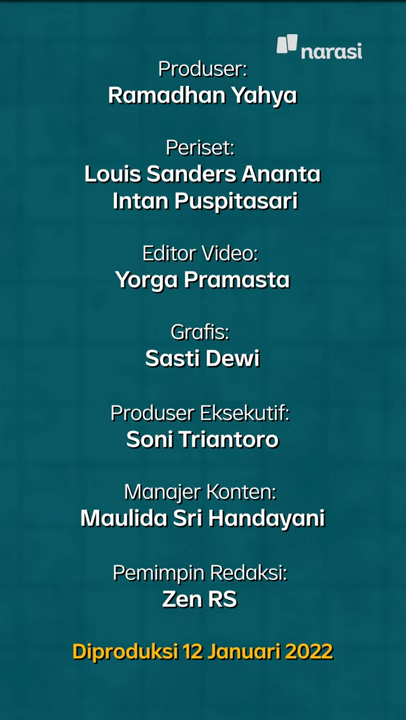 narasi
Produser:
Ramadhan Yahya
Periset:
Louis Sanders Ananta
Intan Puspitasari
Editor Video:
Yorga Pramasta
Grafis:
Sasti Dewi
Produser Eksekutif:
Soni Triantoro
Manajer Konten:
Maulida Sri Handayani
Pemimpin Redaksi:
Zen RS
Diproduksi 12 Januari 2022